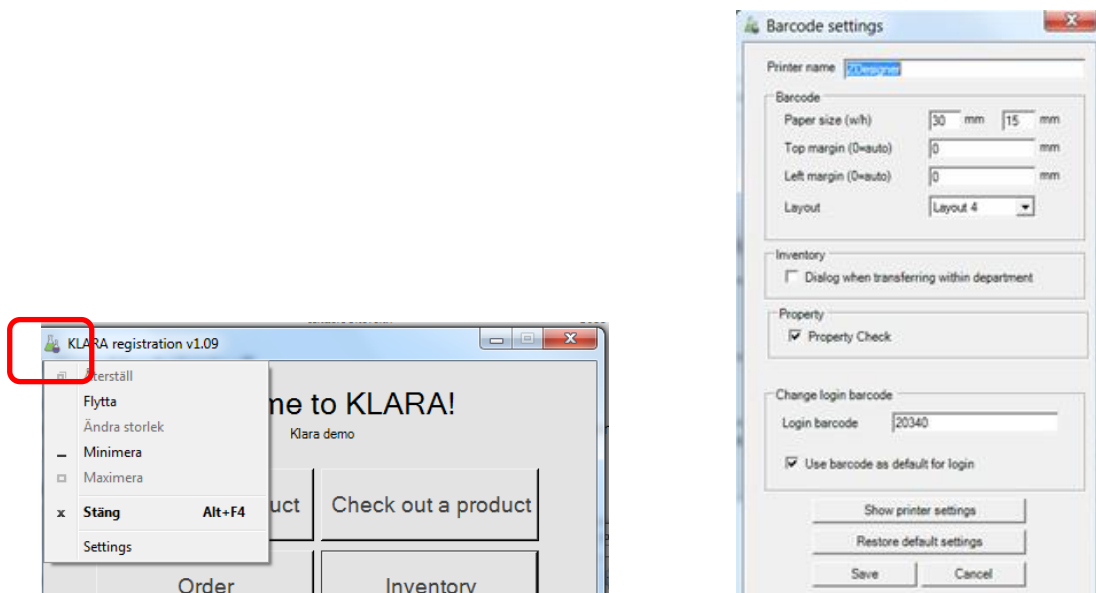 KLARA registration v1.09
Återställ
Flytta
Ändra storlek
Minimera
Maximera
x Stäng Alt+F4
Settings
me to KLARA!
Klara demo
uct
Check out a product
Order
Inventory
Barcode settings
Printer name ZDesigner
Barcode
Paper size (w/h) 30 mm 15 mm
Top margin (0=auto) 0 mm
Left margin (0=auto) 0 mm
Layout Layout 4
Inventory
Dialog when transferring within department
Property
Property Check
Change login barcode
Login barcode 20340
Use barcode as default for login
Show printer settings
Restore default settings
Save Cancel